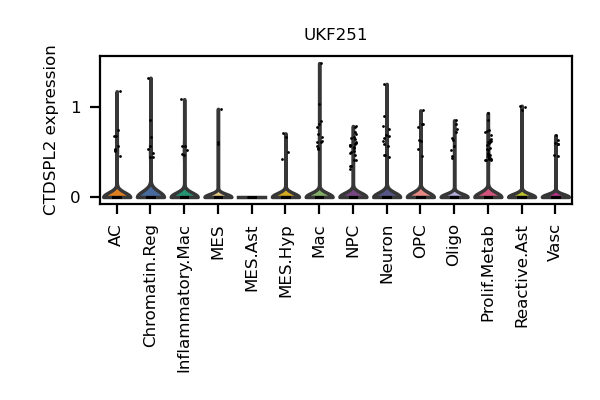 UKF251
CTDSPL2 expression
1
0
AC
Chromatin.Reg
Inflammatory.Mac
MES
MES.Ast
MES.Hyp
Mac
NPC
Neuron
OPC
Oligo
Prolif.Metab
Reactive.Ast
Vasc